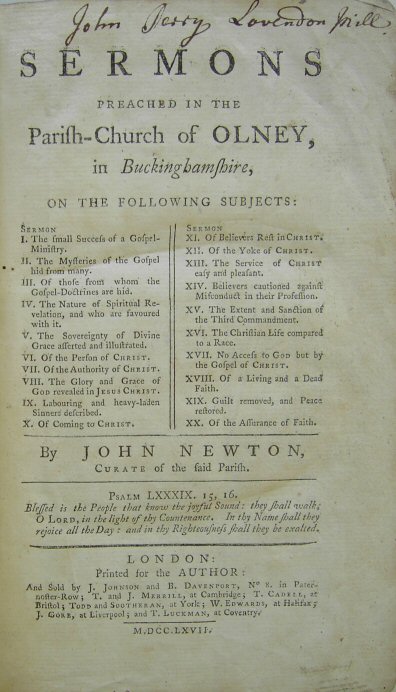 John Perry Lavendon Mill
SERMONS
PREACHED IN THE
Pariſh-Church of OLNEY,
in Buckinghamſhire,
ON THE FOLLOWING SUBJECTS:
SERMON
I. The ſmall Succeſs of a Goſpel-
Miniſtry.
II. The Myſteries of the Goſpel
hid from many.
III. Of thoſe from whom the
Goſpel-Doctrines are hid.
IV. The Nature of Spiritual Re-
velation, and who are favoured
with it.
V. The Sovereignty of Divine
Grace aſſerted and illuſtrated.
VI. Of the Perſon of CHRIST.
VII. Of the Authority of CHRIST.
VIII. The Glory and Grace of
GOD revealed in JESUS CHRIST.
IX. Labouring and heavy-laden
Sinners deſcribed.
X. Of Coming to CHRIST.
SERMON
XI. Of Believers Reſt in CHRIST.
XII. Of the Yoke of CHRIST.
XIII. The Service of CHRIST
eaſy and pleaſant.
XIV. Believers cautioned againſt
Miſconduct in their Profeſſion.
XV. The Extent and Sanction of
the Third Commandment.
XVI. The Chriſtian Life compared
to a Race.
XVII. No Acceſs to GOD but by
the Goſpel of CHRIST.
XVIII. Of a Living and a Dead
Faith.
XIX. Guilt removed, and Peace
reſtored.
XX. Of the Aſſurance of Faith.
By JOHN NEWTON,
CURATE of the ſaid Pariſh.
PSALM LXXXIX. 15, 16.
Bleſſed is the People that know the joyful Sound: they ſhall walk,
O LORD, in the light of thy Countenance. In thy Name ſhall they
rejoice all the Day: and in thy Righteouſneſs ſhall they be exalted.
LONDON:
Printed for the AUTHOR:
And Sold by J. JOHNSON and B. DAVENPORT, No 8. in Pater-
noſter-Row; T. and J. MERRILL, at Cambridge; T. CADELL, at
Briſtol; TODD and SOOTHERAN, at York; W. EDWARDS, at Halifax;
J. GORE, at Liverpool; and T. LUCKMAN, at Coventry.
M.DCC.LXVII.